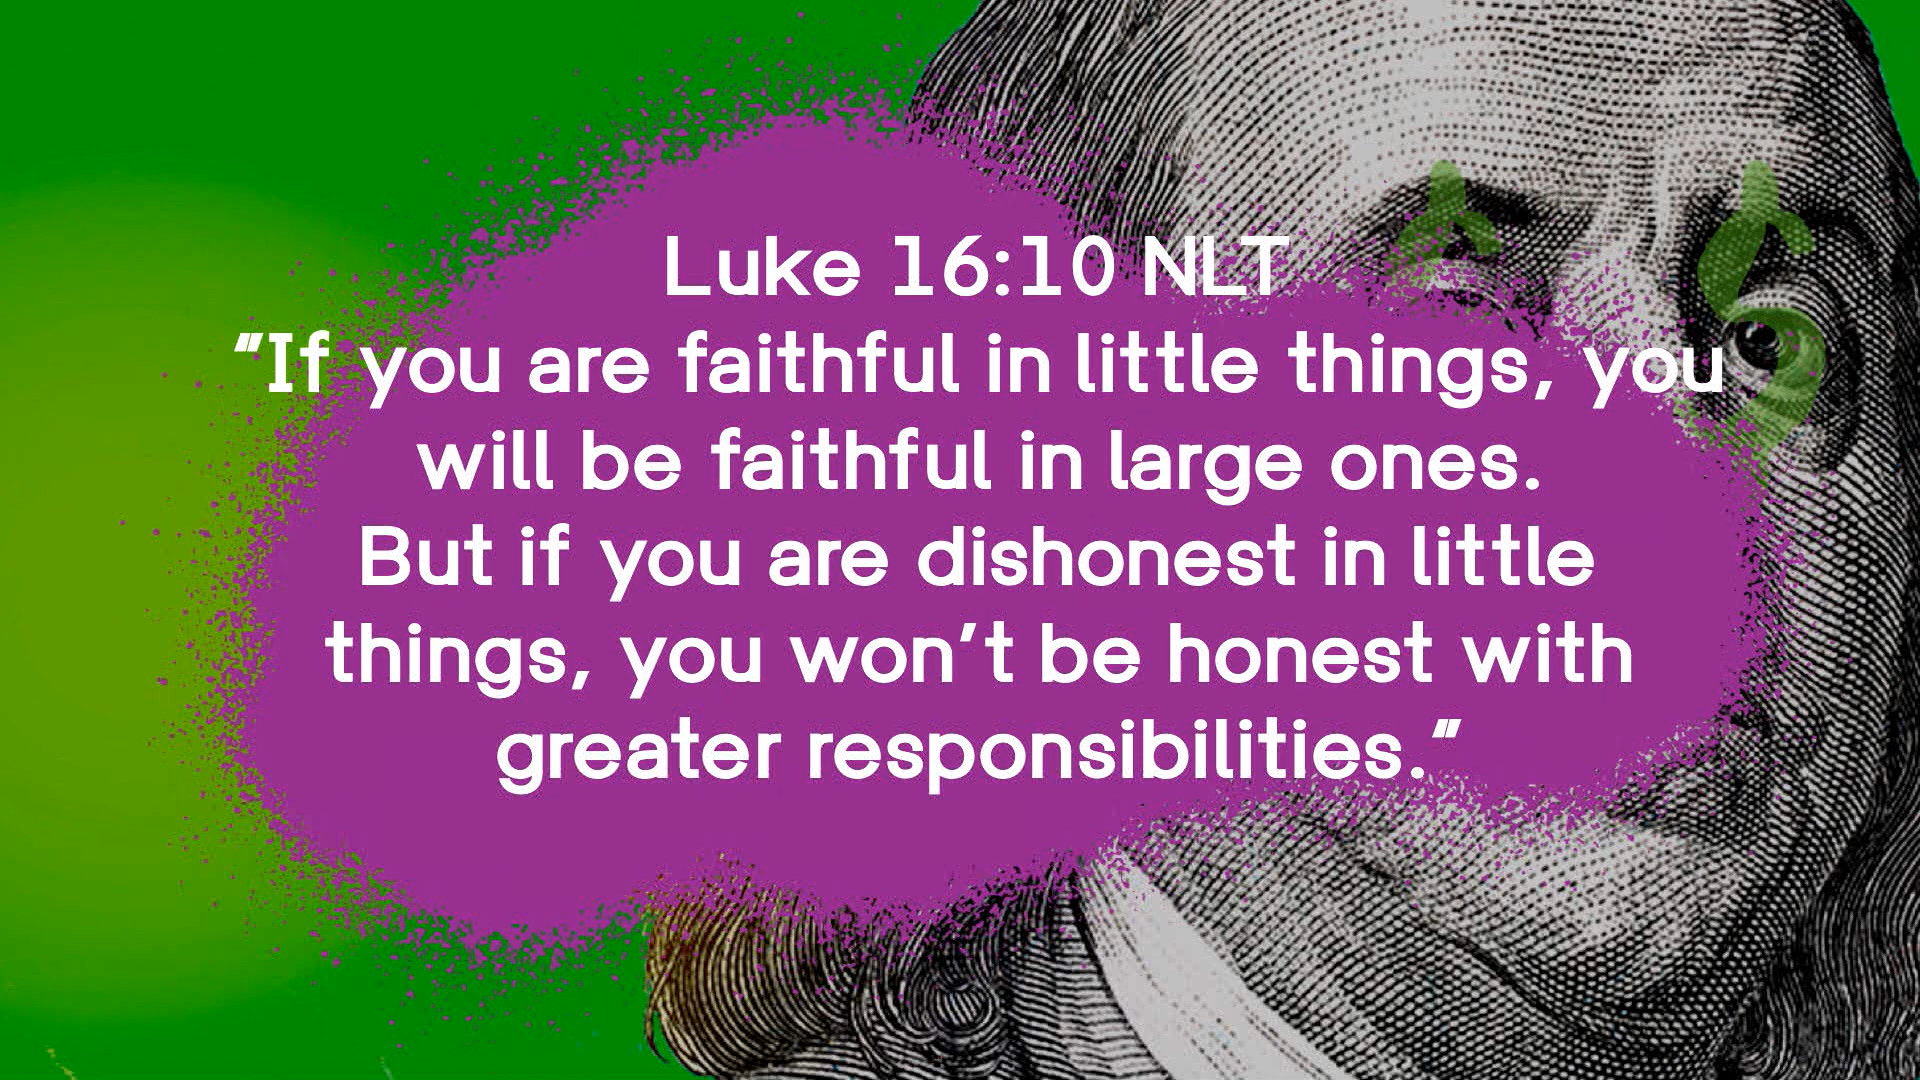 Luke 16:10 NLT
"If you are faithful in little things, you
will be faithful in large ones.
But if you are dishonest in little
things, you won't be honest with
greater responsibilities."